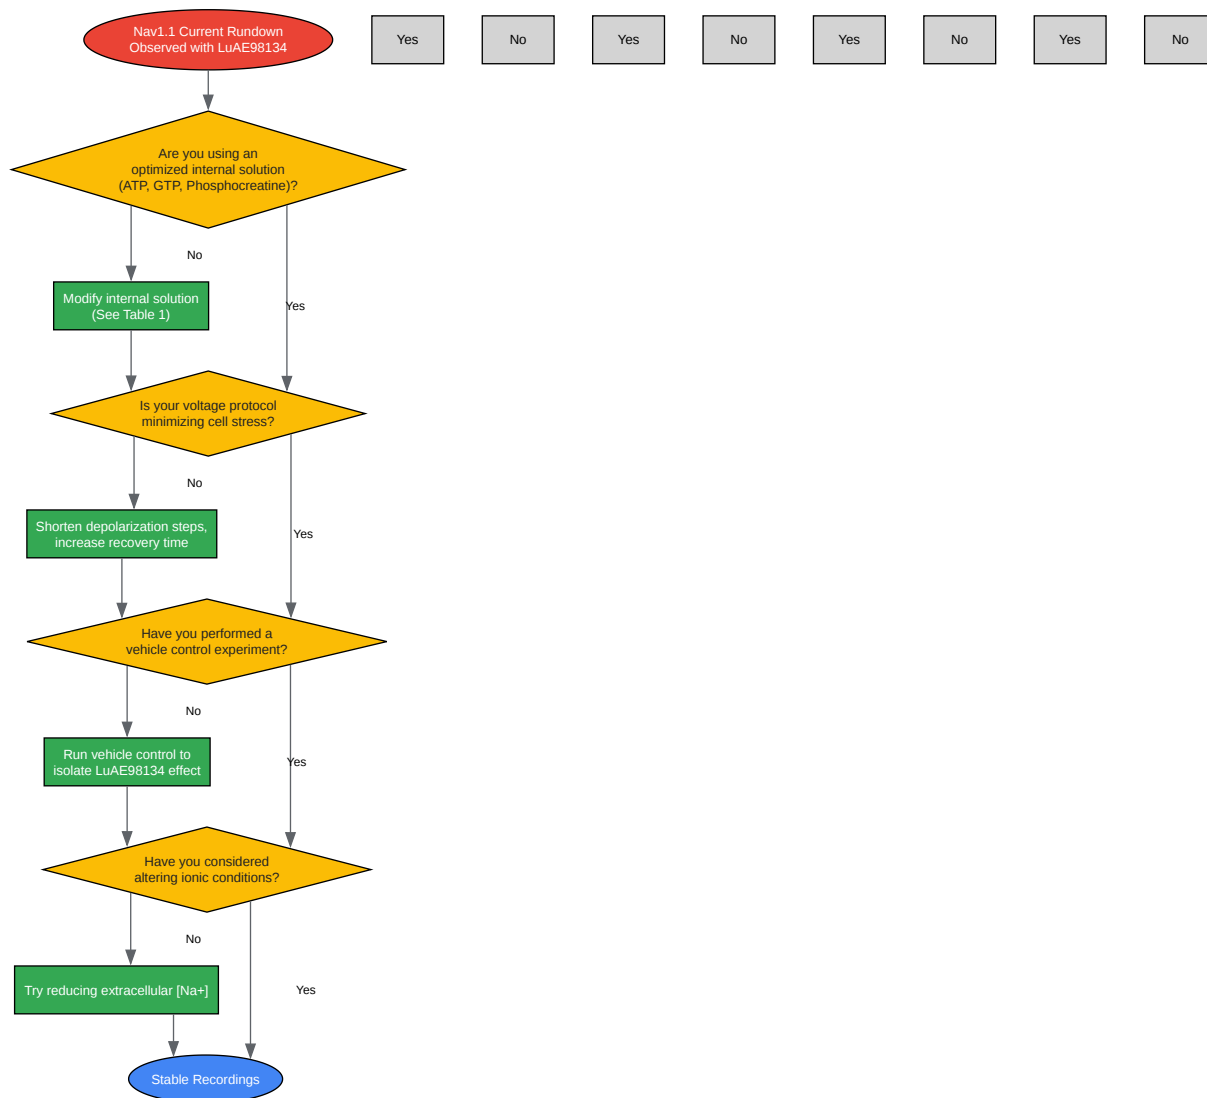 Nav1.1 Current Rundown
Observed with LuAE98134
Yes
No
Yes
No
Yes
No
Yes
No
Are you using an
optimized internal solution
(ATP, GTP, Phosphocreatine)?
No
Modify internal solution
(See Table 1)
Yes
Is your voltage protocol
minimizing cell stress?
No
Shorten depolarization steps,
increase recovery time
Yes
Have you performed a
vehicle control experiment?
No
Run vehicle control to
isolate LuAE98134 effect
Yes
Have you considered
altering ionic conditions?
No
Try reducing extracellular [Na+]
Yes
Stable Recordings